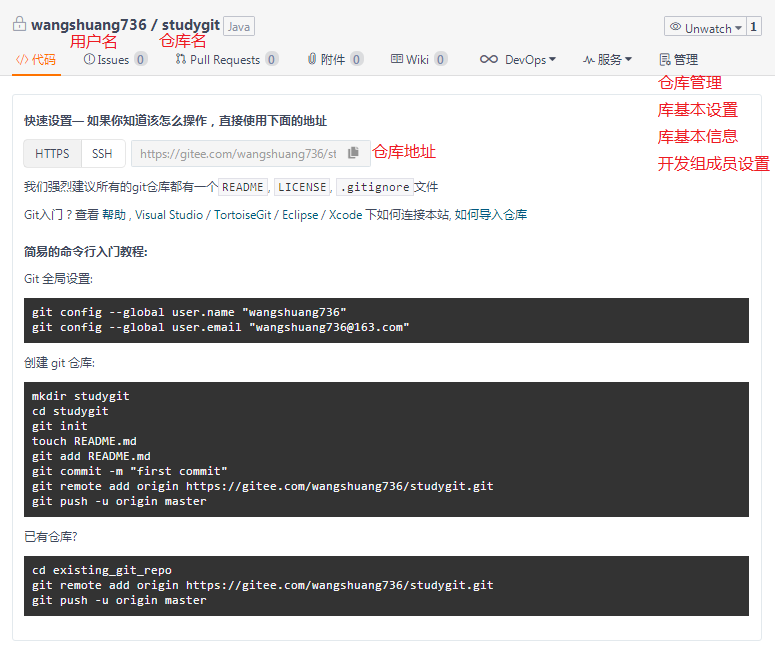 wangshuang736 / studygit Java
Unwatch 1
用户名 仓库名
代码 Issues 0 Pull Requests 0 附件 0 Wiki 0 DevOps 服务 管理
仓库管理
库基本设置
库基本信息
开发组成员设置
快速设置— 如果你知道该怎么操作，直接使用下面的地址
HTTPS SSH https://gitee.com/wangshuang736/st 仓库地址
我们强烈建议所有的git仓库都有一个 README, LICENSE, .gitignore 文件
Git入门？查看 帮助 , Visual Studio / TortoiseGit / Eclipse / Xcode 下如何连接本站, 如何导入仓库
简易的命令行入门教程:
Git 全局设置:
git config --global user.name "wangshuang736"
git config --global user.email "wangshuang736@163.com"
创建 git 仓库:
mkdir studygit
cd studygit
git init
touch README.md
git add README.md
git commit -m "first commit"
git remote add origin https://gitee.com/wangshuang736/studygit.git
git push -u origin master
已有仓库?
cd existing_git_repo
git remote add origin https://gitee.com/wangshuang736/studygit.git
git push -u origin master